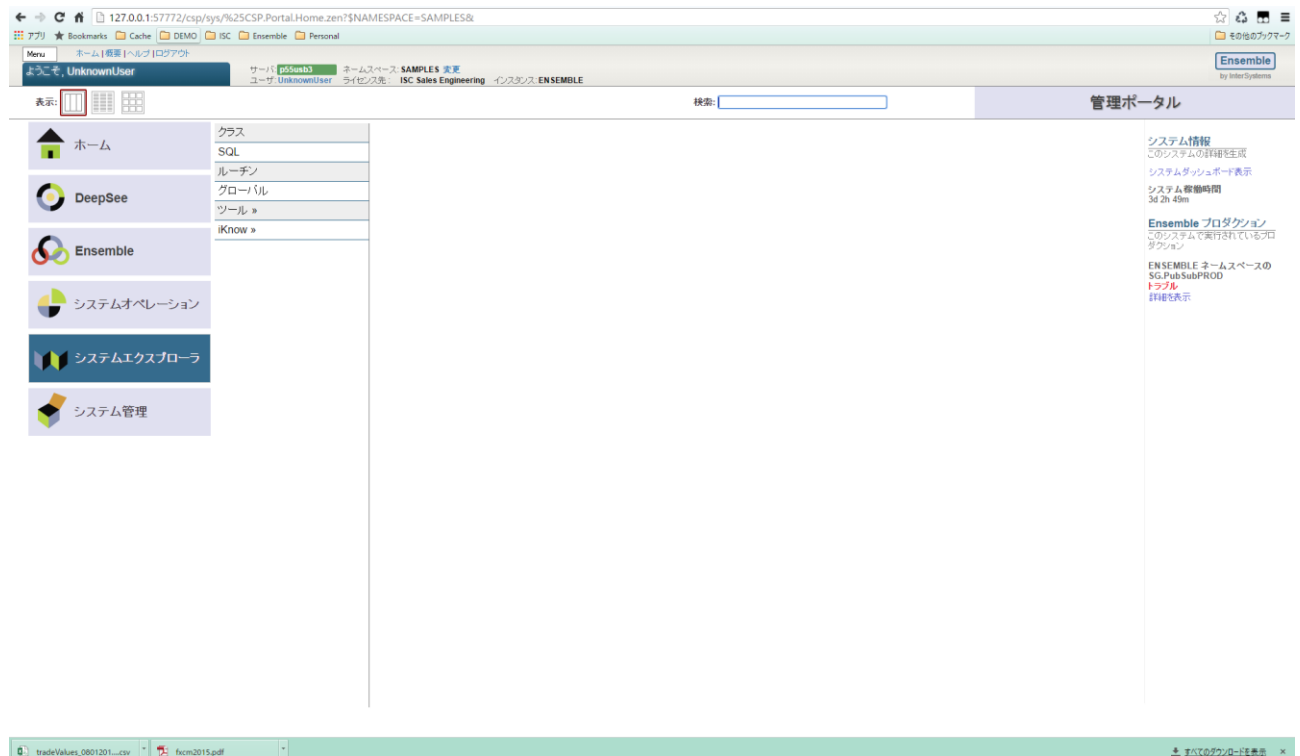 127.0.0.1:57772/csp/sys/%25CSP.Portal.Home.zen?$NAMESPACE=SAMPLES&
アプリ Bookmarks Cache DEMO ISC Ensemble Personal その他のブックマーク
Menu ホーム | 概要 | ヘルプ | ログアウト
ようこそ, UnknownUser
サーバ: p55usb3 ネームスペース: SAMPLES 変更
ユーザ: UnknownUser ライセンス先: ISC Sales Engineering インスタンス: ENSEMBLE
Ensemble
by InterSystems
表示: 検索: 管理ポータル
ホーム
DeepSee
Ensemble
システムオペレーション
システムエクスプローラ
システム管理
クラス
SQL
ルーチン
グローバル
ツール »
iKnow »
システム情報
このシステムの詳細を生成
システムダッシュボード表示
システム稼働時間
3d 2h 49m
Ensemble プロダクション
このシステムで実行されているプロ
ダクション
ENSEMBLE ネームスペースの
SG.PubSubPROD
トラブル
詳細を表示
tradeValues_0801201....csv fxcm2015.pdf すべてのダウンロードを表示 ×